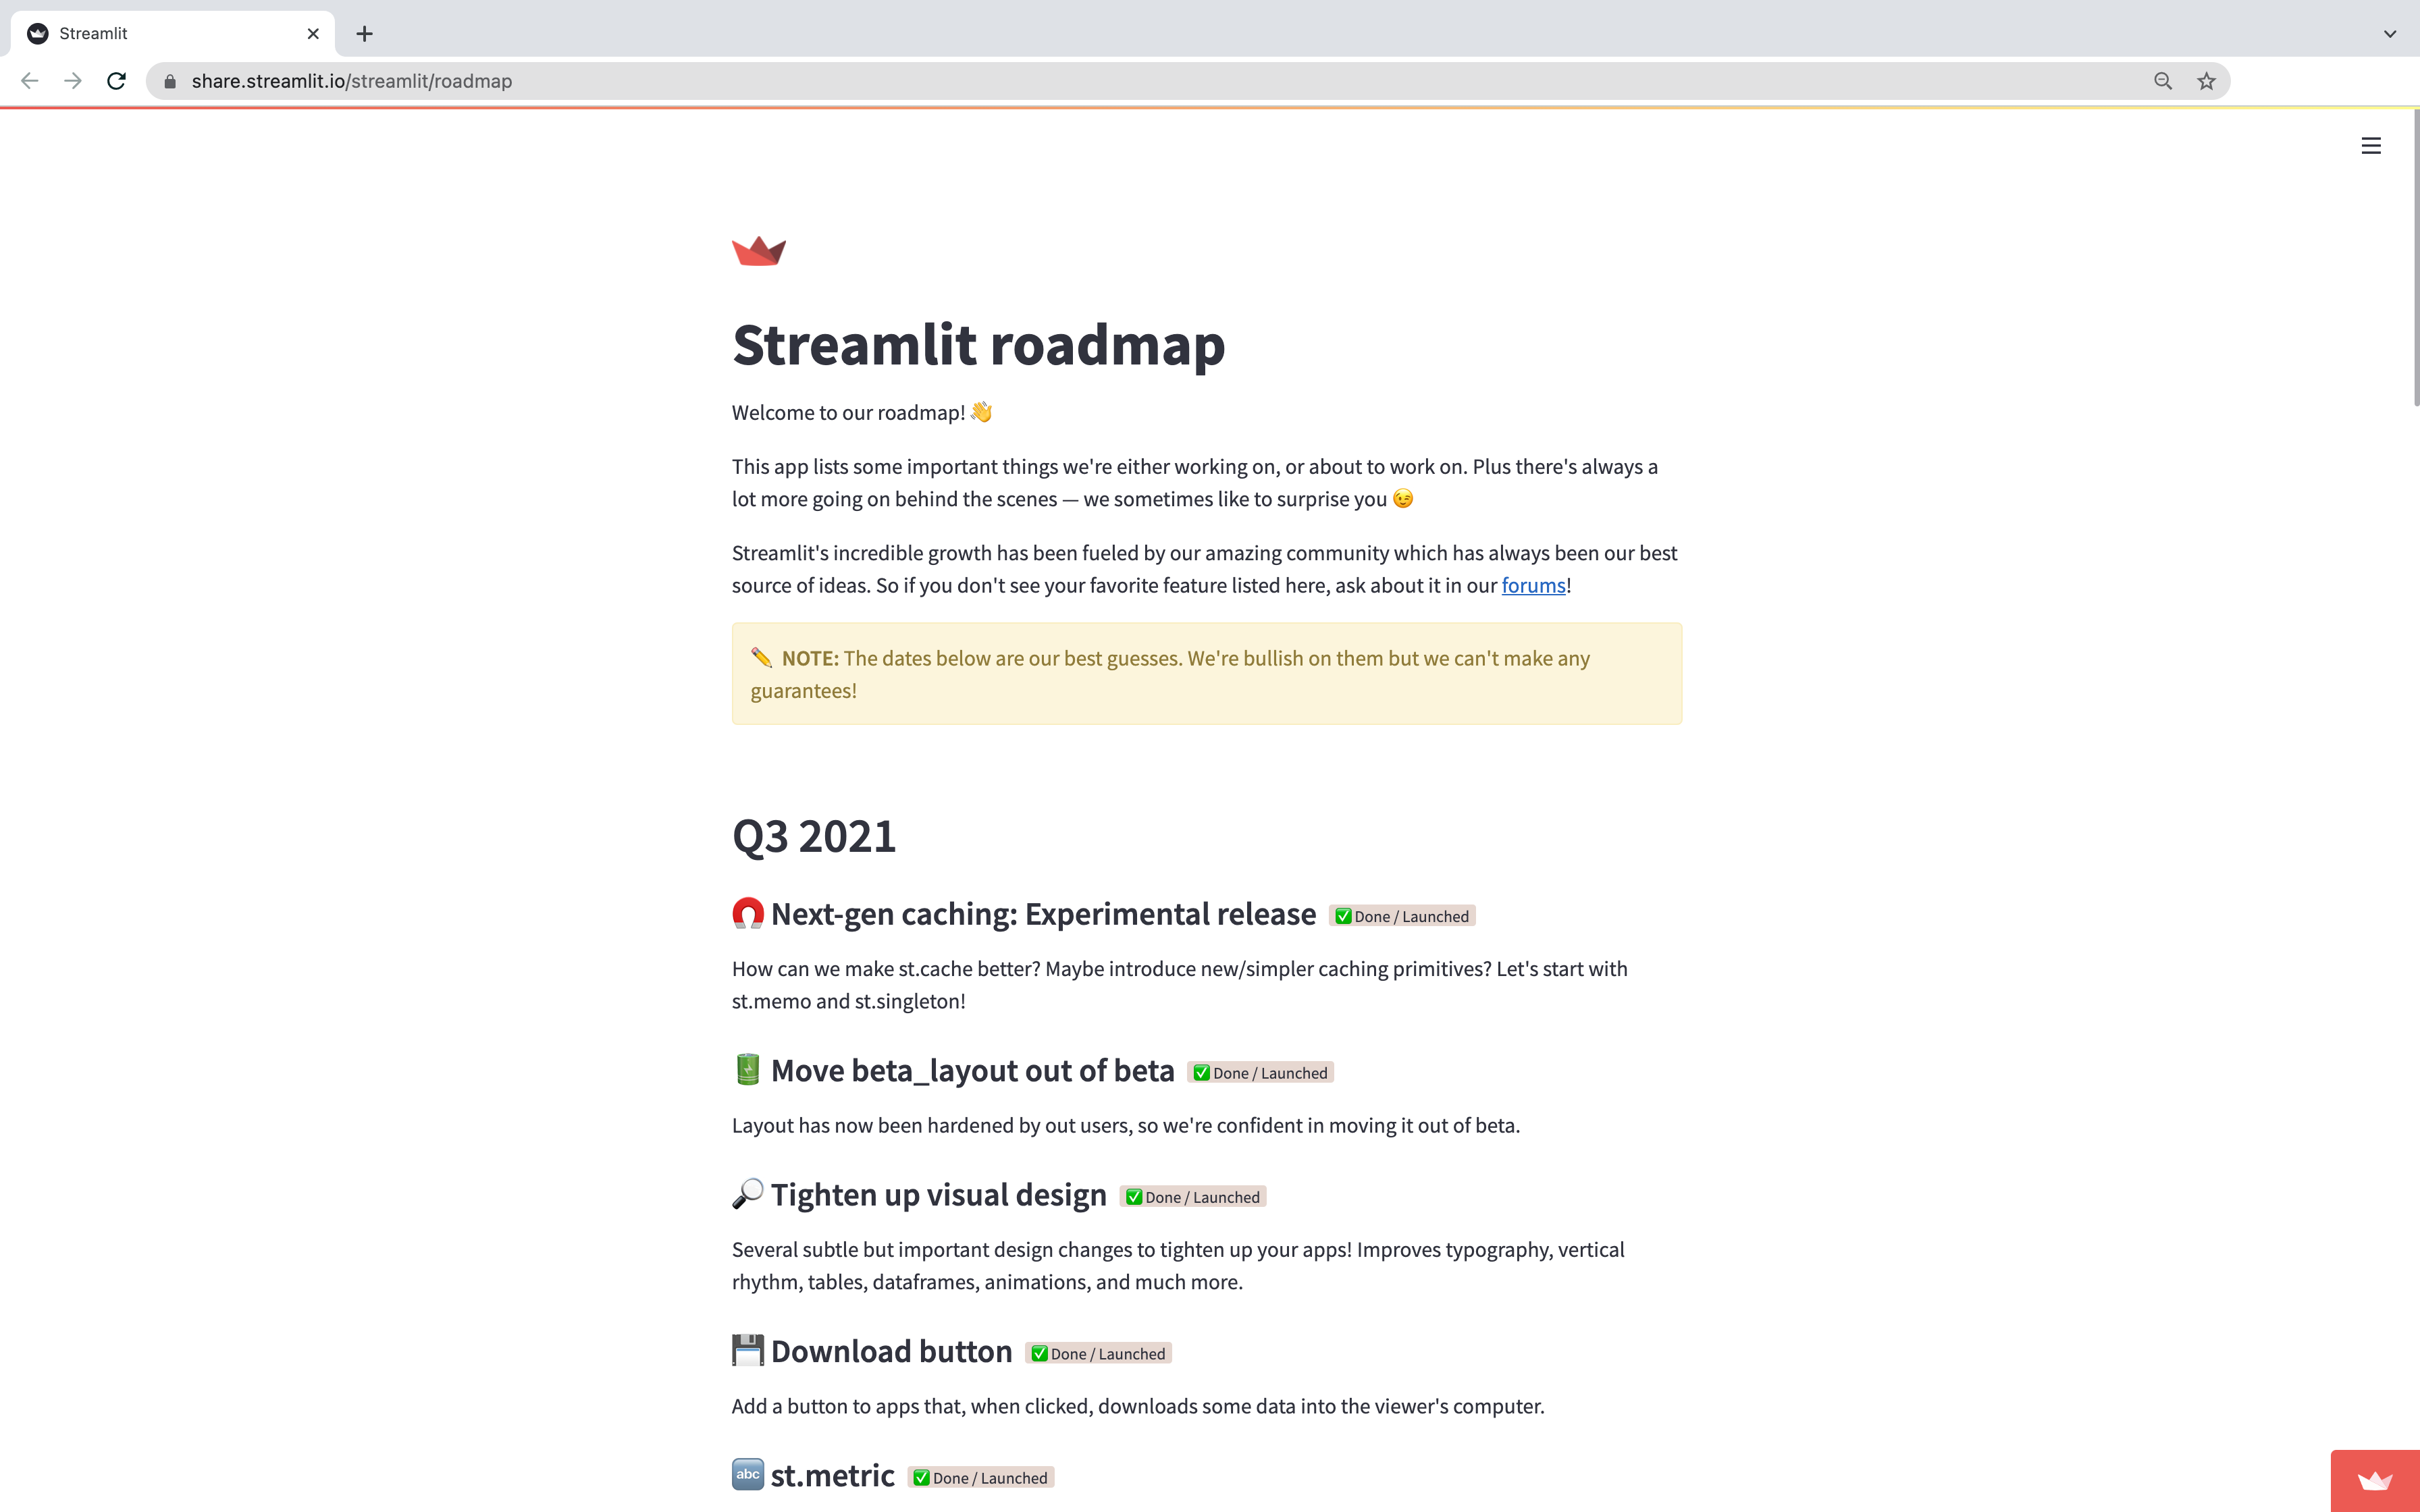 Streamlit
share.streamlit.io/streamlit/roadmap
Streamlit roadmap
Welcome to our roadmap! 👋
This app lists some important things we're either working on, or about to work on. Plus there's always a
lot more going on behind the scenes — we sometimes like to surprise you 😉
Streamlit's incredible growth has been fueled by our amazing community which has always been our best
source of ideas. So if you don't see your favorite feature listed here, ask about it in our forums!
✏️ NOTE: The dates below are our best guesses. We're bullish on them but we can't make any
guarantees!
Q3 2021
🧲 Next-gen caching: Experimental release ✅ Done / Launched
How can we make st.cache better? Maybe introduce new/simpler caching primitives? Let's start with
st.memo and st.singleton!
🔋 Move beta_layout out of beta ✅ Done / Launched
Layout has now been hardened by out users, so we're confident in moving it out of beta.
🔎 Tighten up visual design ✅ Done / Launched
Several subtle but important design changes to tighten up your apps! Improves typography, vertical
rhythm, tables, dataframes, animations, and much more.
💾 Download button ✅ Done / Launched
Add a button to apps that, when clicked, downloads some data into the viewer's computer.
🔤 st.metric ✅ Done / Launched